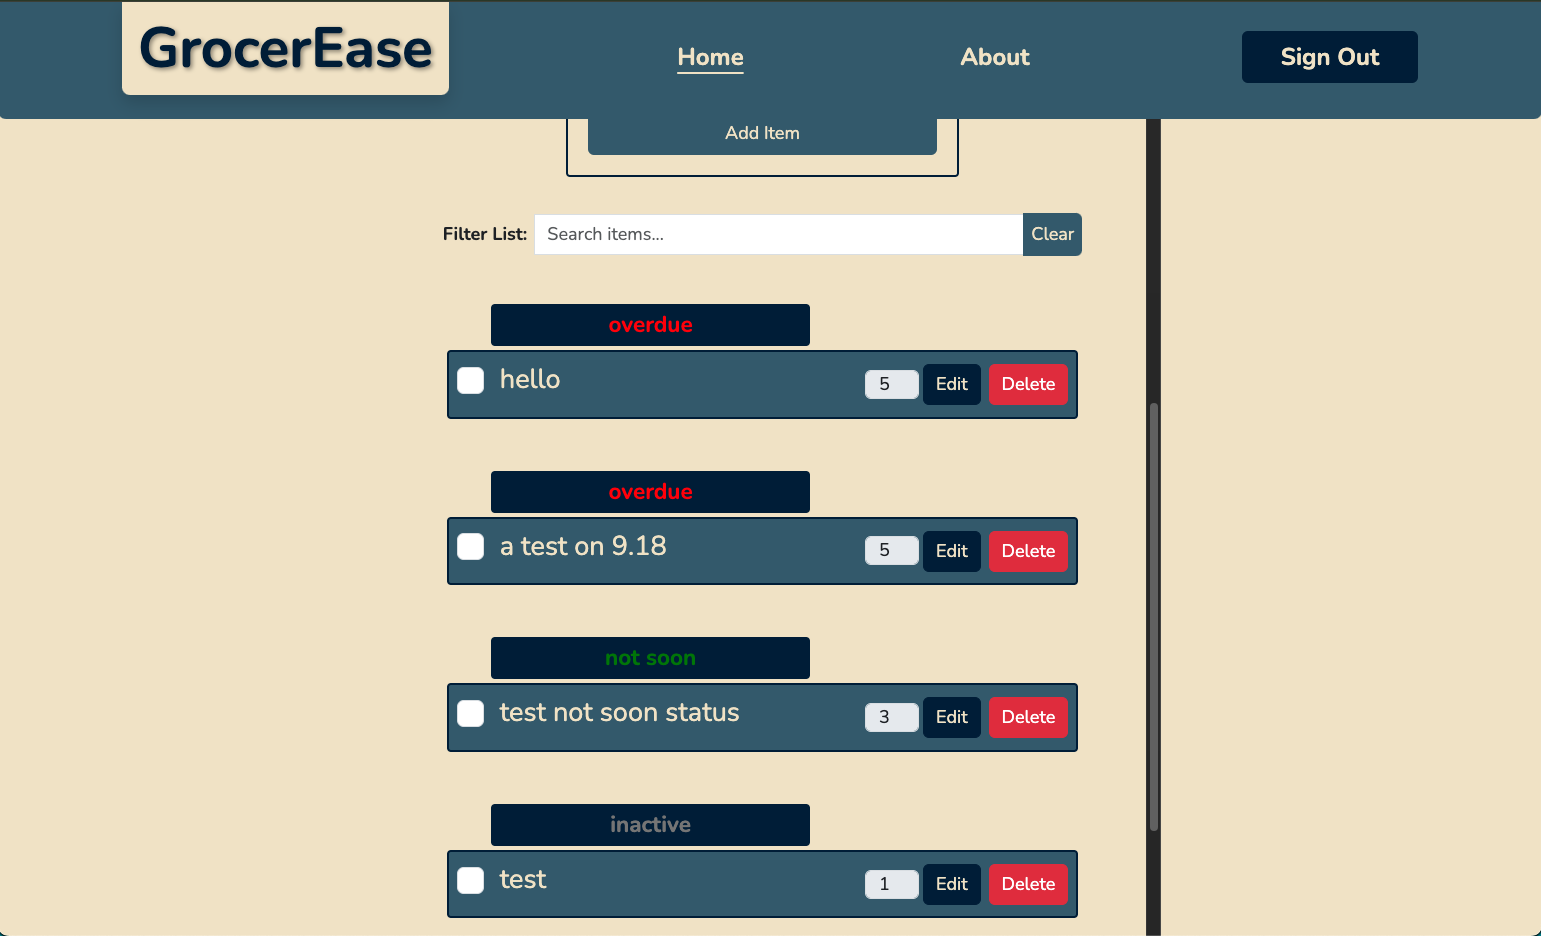 GrocerEase
Home
About
Sign Out
Add Item
Filter List:
Search items...
Clear
overdue
hello
5
Edit
Delete
overdue
a test on 9.18
5
Edit
Delete
not soon
test not soon status
3
Edit
Delete
inactive
test
1
Edit
Delete